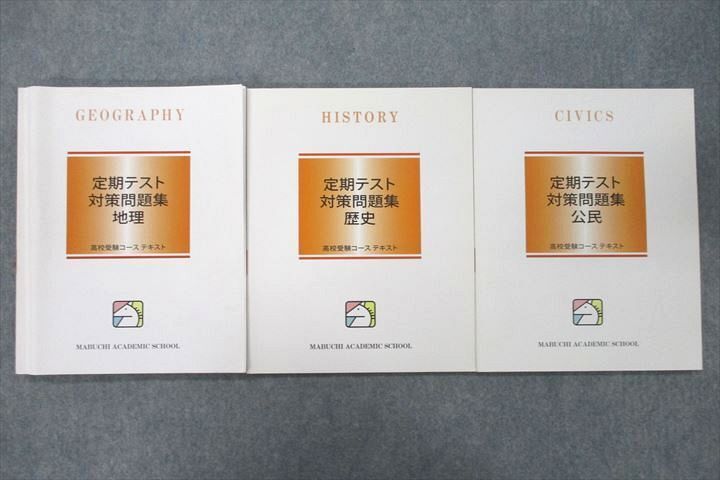 GEOGRAPHY
定期テスト
対策問題集
地理
高校受験コース テキスト
MABUCHI ACADEMIC SCHOOL
HISTORY
定期テスト
対策問題集
歴史
高校受験コース テキスト
MABUCHI ACADEMIC SCHOOL
CIVICS
定期テスト
対策問題集
公民
高校受験コース テキスト
MABUCHI ACADEMIC SCHOOL